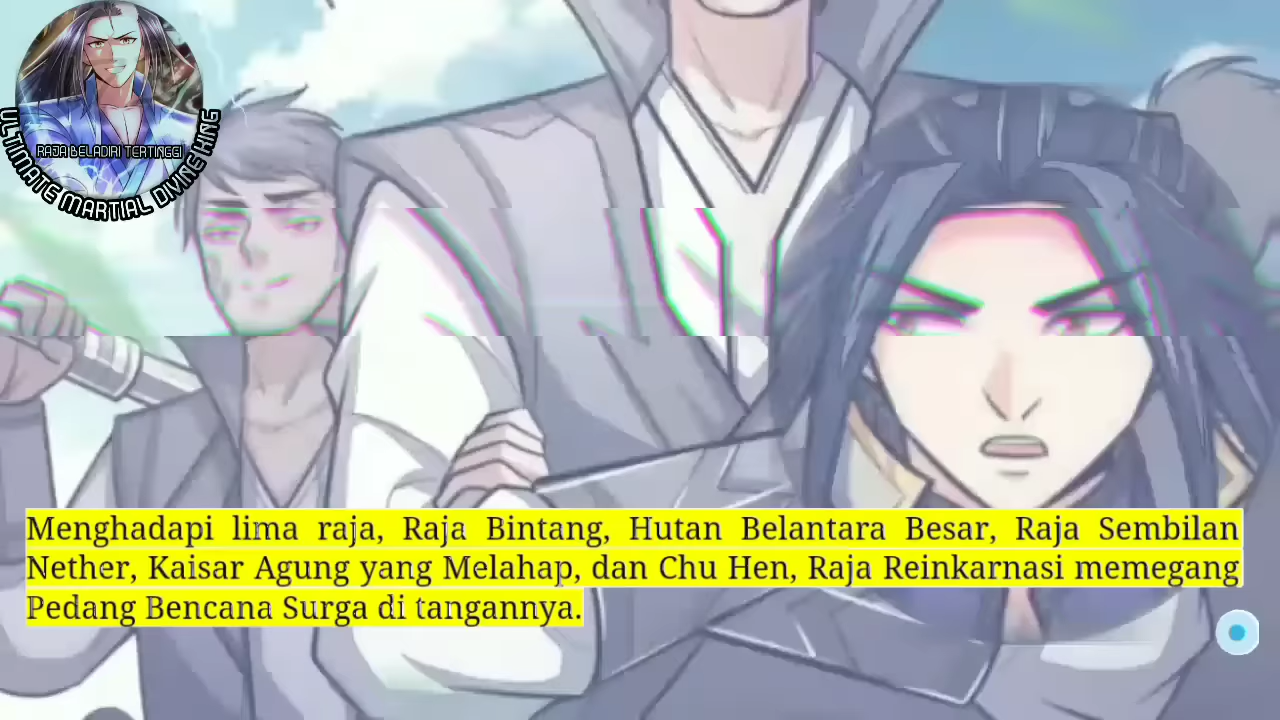 RAJA BELADIRI TERTINGGI
ULTIMATE MARTIAL DIVINE KING
Menghadapi lima raja, Raja Bintang, Hutan Belantara Besar, Raja Sembilan
Nether, Kaisar Agung yang Melahap, dan Chu Hen, Raja Reinkarnasi memegang
Pedang Bencana Surga di tangannya.